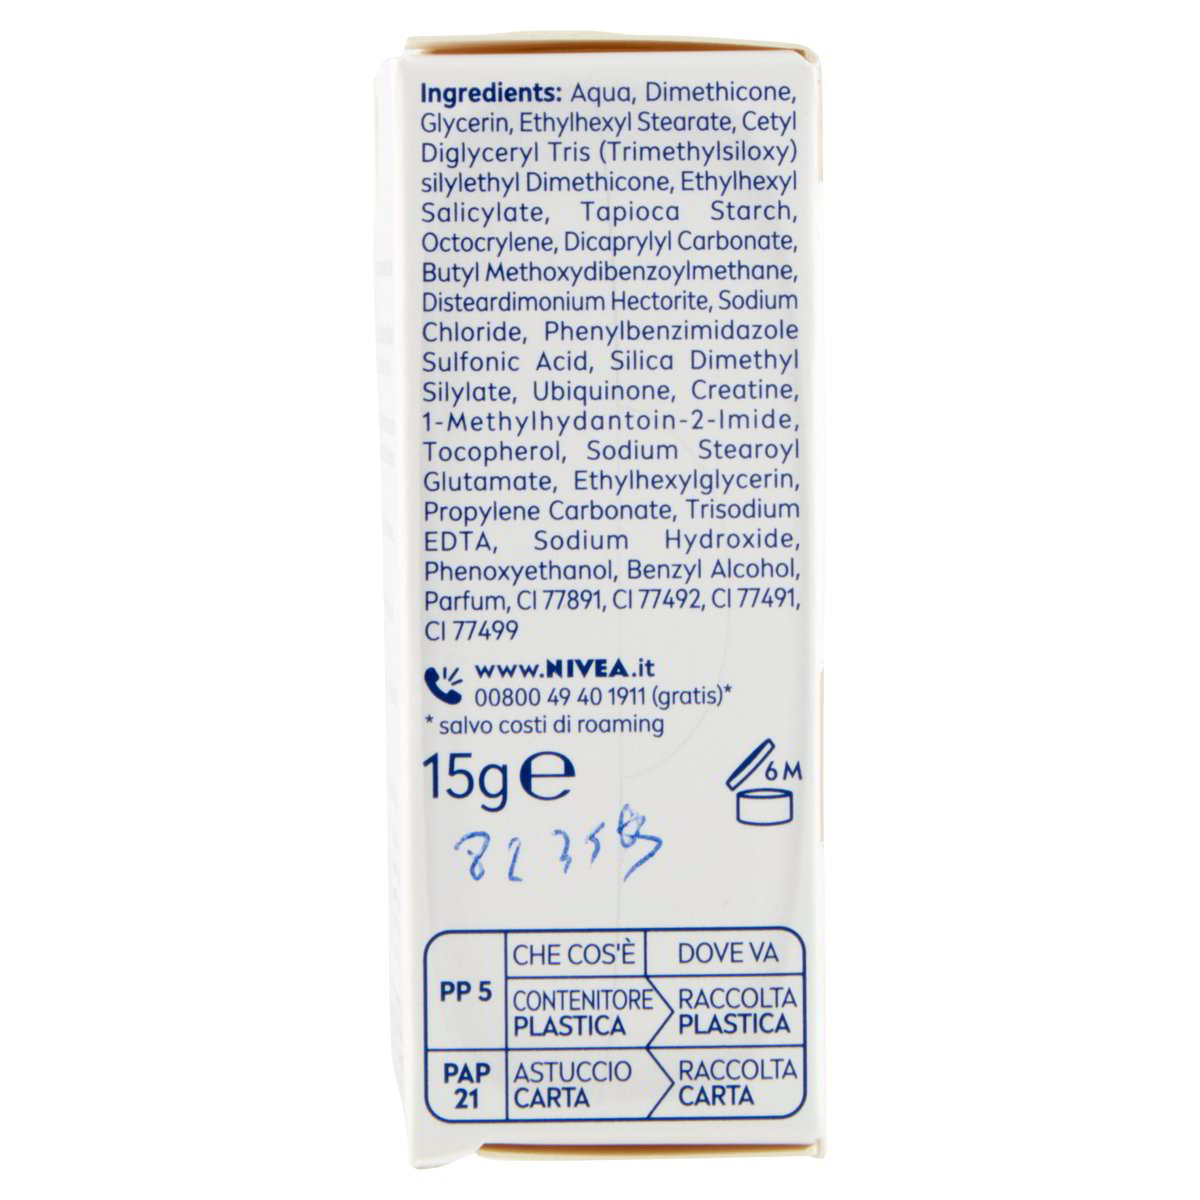 Ingredients: Aqua, Dimethicone,
Glycerin, Ethylhexyl Stearate, Cetyl
Diglyceryl Tris (Trimethylsiloxy)
silylethyl Dimethicone, Ethylhexyl
Salicylate, Tapioca Starch,
Octocrylene, Dicaprylyl Carbonate,
Butyl Methoxydibenzoylmethane,
Disteardimonium Hectorite, Sodium
Chloride, Phenylbenzimidazole
Sulfonic Acid, Silica Dimethyl
Silylate, Ubiquinone, Creatine,
1-Methylhydantoin-2-Imide,
Tocopherol, Sodium Stearoyl
Glutamate, Ethylhexylglycerin,
Propylene Carbonate, Trisodium
EDTA, Sodium Hydroxide,
Phenoxyethanol, Benzyl Alcohol,
Parfum, CI 77891, CI 77492, CI 77491,
CI 77499
www.NIVEA.it
00800 49 40 1911 (gratis)*
* salvo costi di roaming
15g e
6 M
CHE COS'È DOVE VA
PP 5
CONTENITORE RACCOLTA
PLASTICA PLASTICA
PAP ASTUCCIO RACCOLTA
21 CARTA CARTA